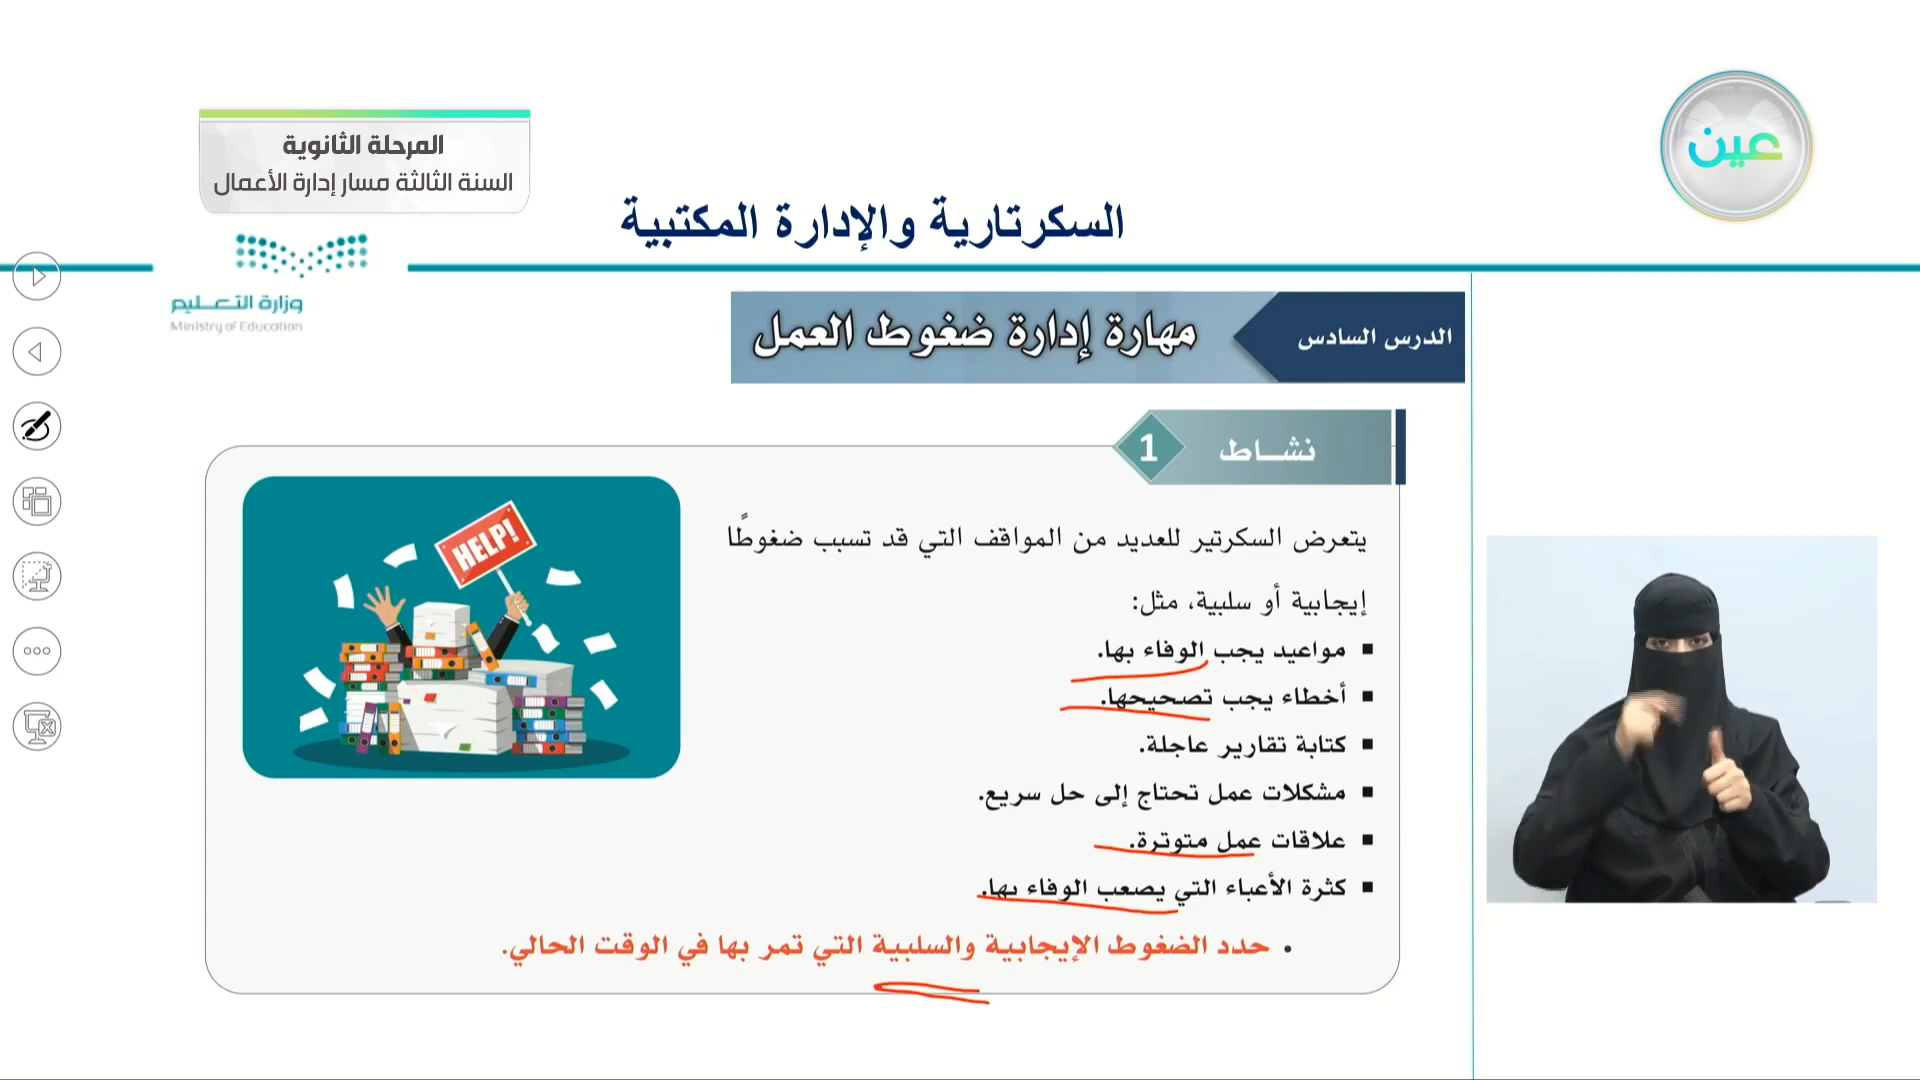 عين
المرحلة الثانوية
السنة الثالثة مسار إدارة الأعمال
السكرتارية والإدارة المكتبية
وزارة التعليم
Ministry of Education
الدرس السادس
مهارة إدارة ضغوط العمل
نشاط 1
يتعرض السكرتير للعديد من المواقف التي قد تسبب ضغوطًا
إيجابية أو سلبية، مثل:
▪ مواعيد يجب الوفاء بها.
▪ أخطاء يجب تصحيحها.
▪ كتابة تقارير عاجلة.
▪ مشكلات عمل تحتاج إلى حل سريع.
▪ علاقات عمل متوترة.
▪ كثرة الأعباء التي يصعب الوفاء بها.
• حدد الضغوط الإيجابية والسلبية التي تمر بها في الوقت الحالي.
HELP!